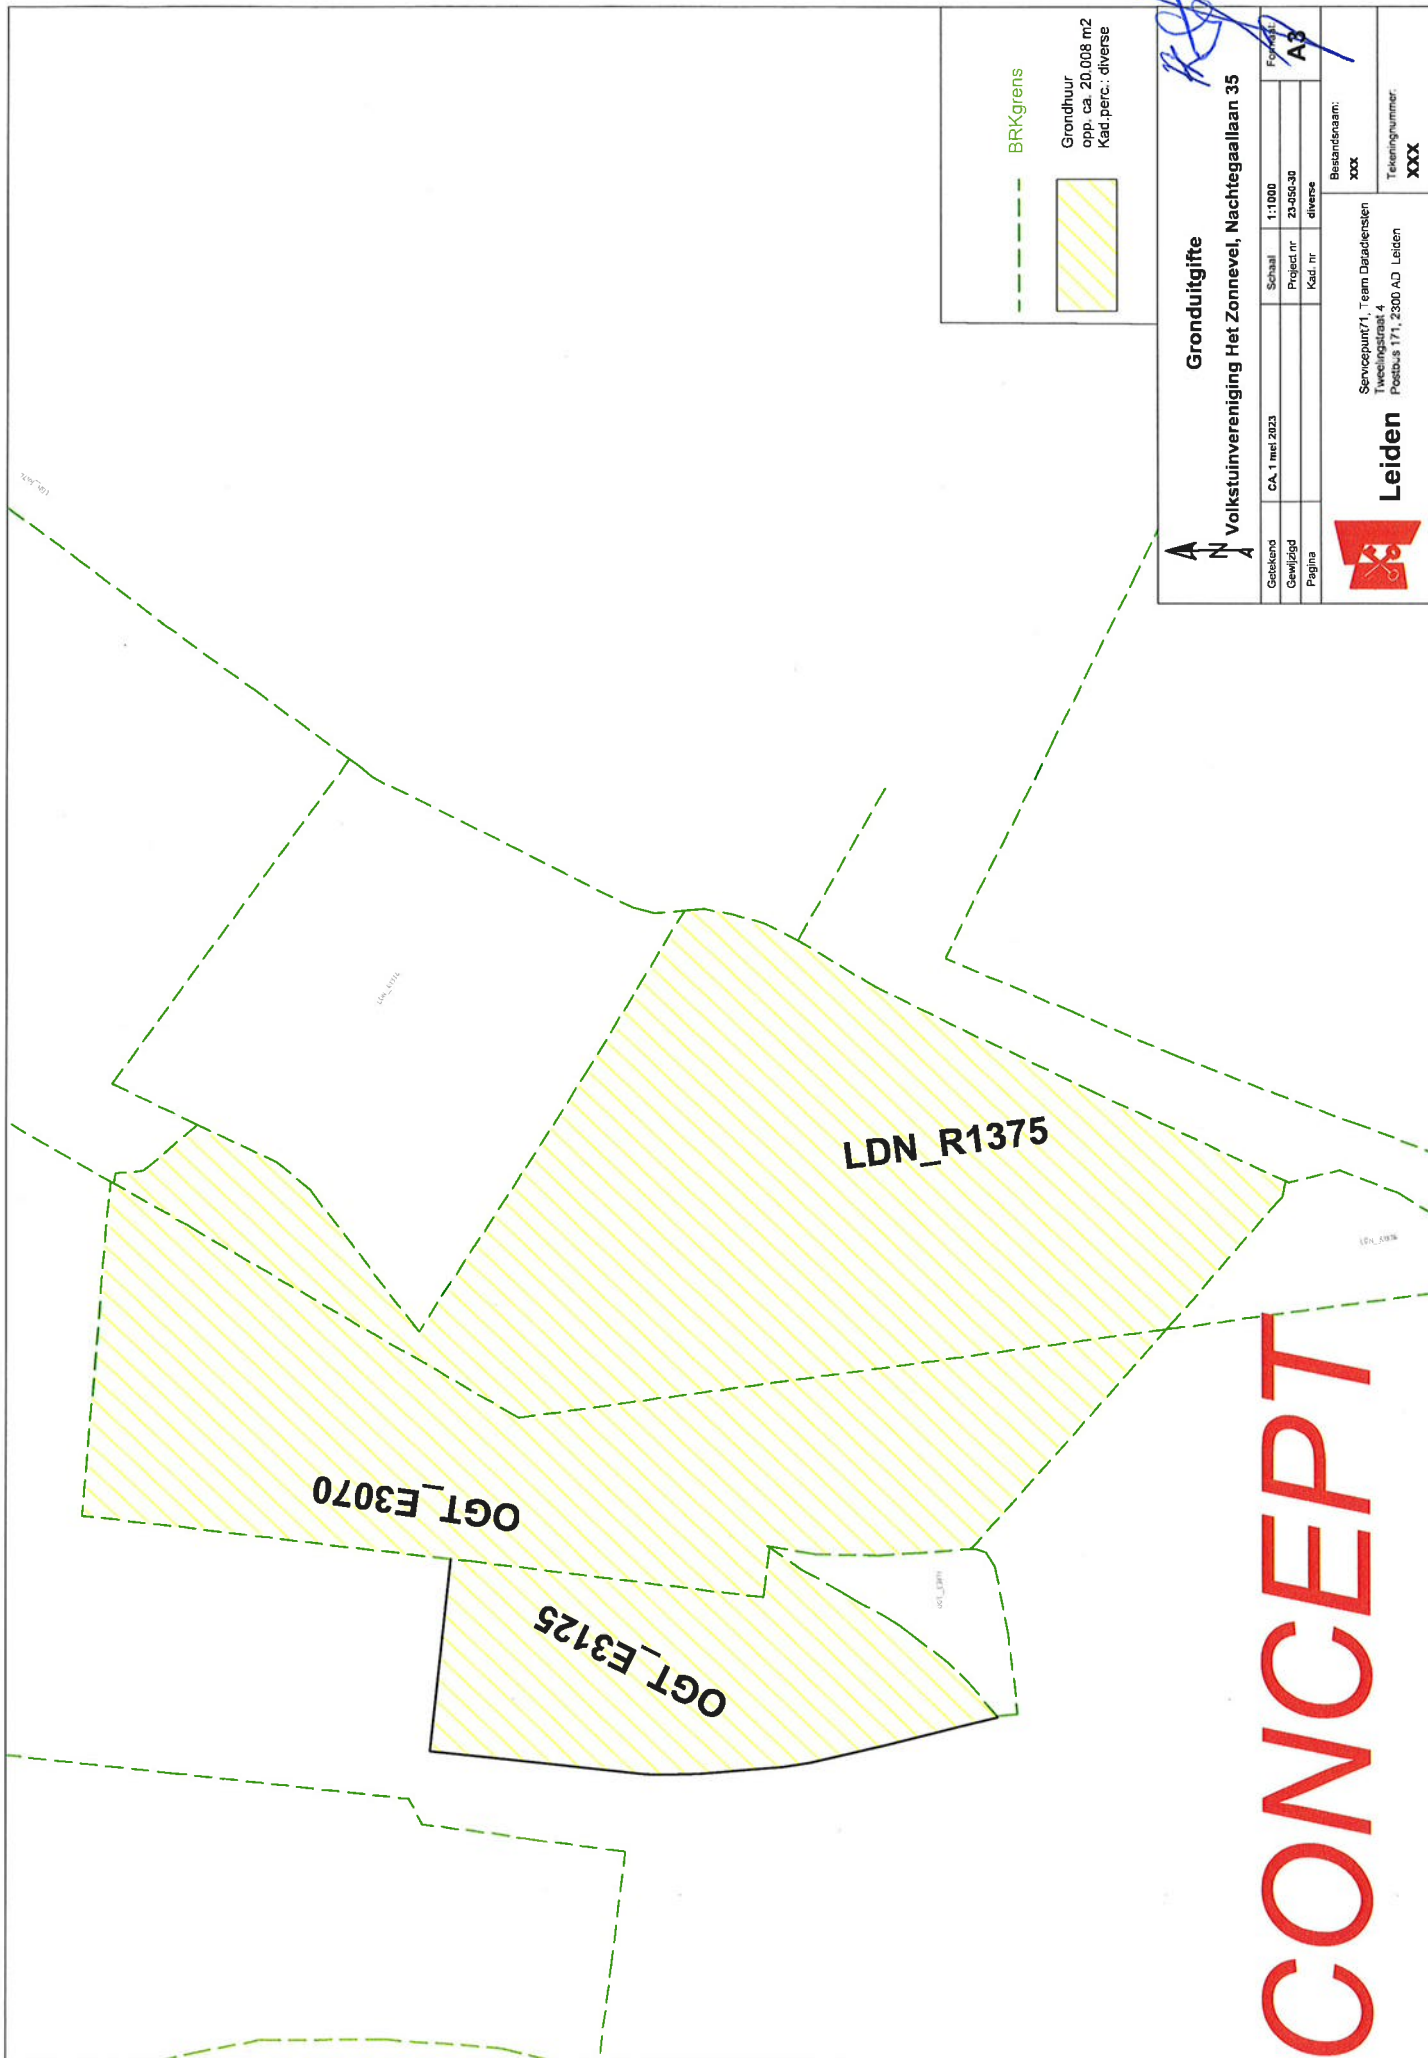 BRKgrens
Grondhuur
opp. ca. 20.008 m2
Kad.perc.: diverse
Gronduitgifte
Volkstuinvereniging Het Zonnevel, Nachtegaallaan 35
N
Getekend CA, 1 mei 2023 Schaal 1:1000 Formaat:
A3
Gewijzigd Project nr 23-050-30
Pagina Kad. nr diverse
Leiden
Servicepunt71, Team Datadiensten
Tweelingstraat 4
Postbus 171, 2300 AD Leiden
Bestandsnaam:
XXX
Tekeningnummer:
XXX
LDN_R1375
OGT_E3070
OGT_E3125
CONCEPT